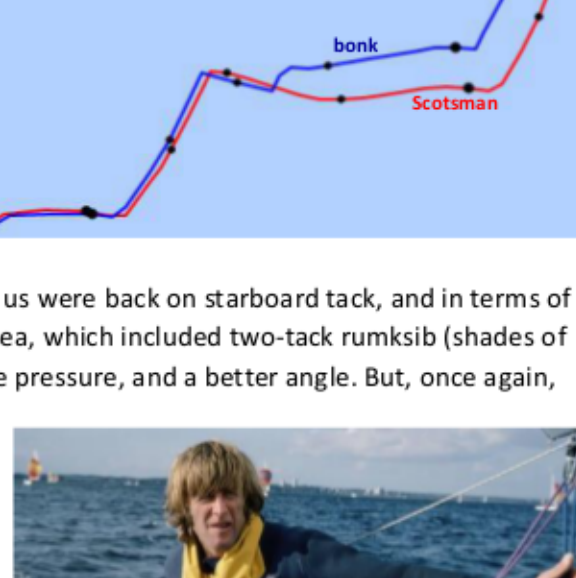 bonk
Scotsman
us were back on starboard tack, and in terms of
ea, which included two-tack rumksib (shades of
e pressure, and a better angle. But, once again,